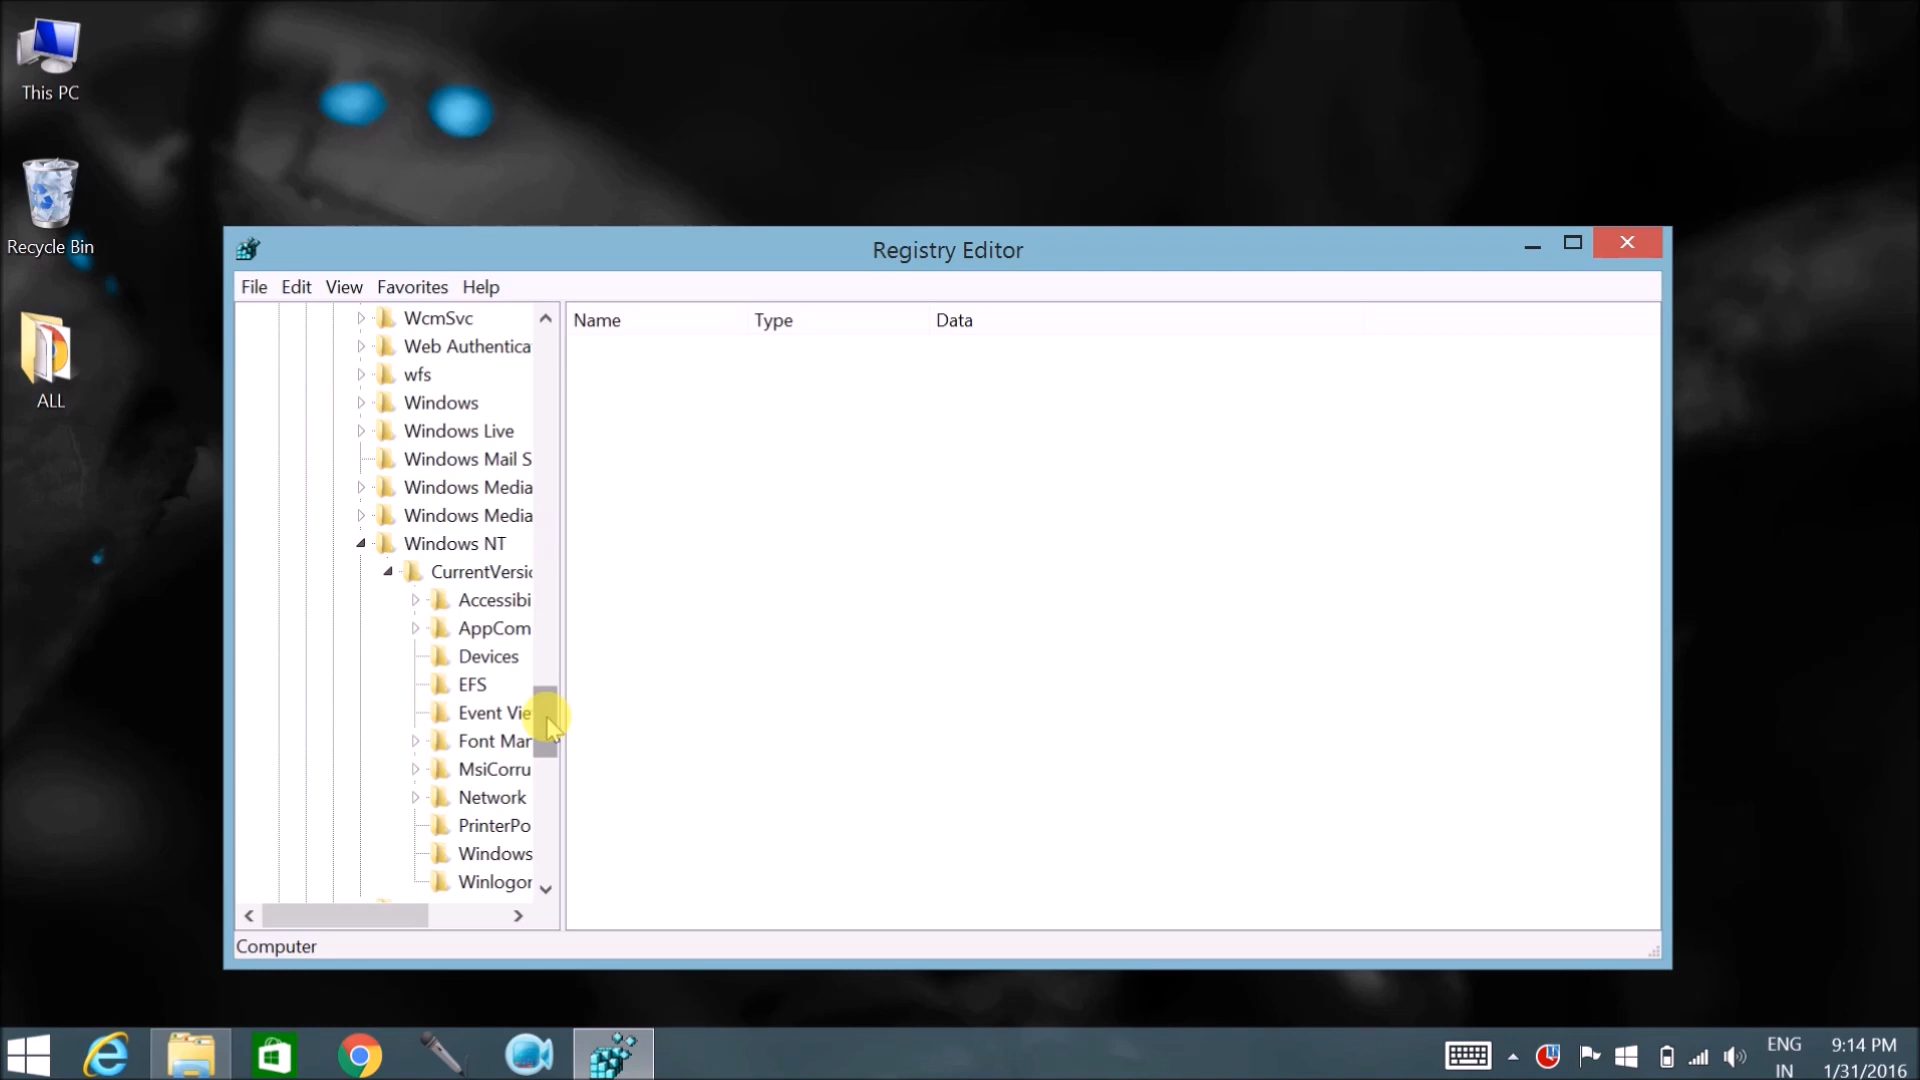 This PC
Recycle Bin
ALL
Registry Editor
File Edit View Favorites Help
WcmSvc
Web Authentica
wfs
Windows
Windows Live
Windows Mail S
Windows Media
Windows Media
Windows NT
CurrentVersic
Accessibi
AppCom
Devices
EFS
Event Vie
Font Mar
MsiCorru
Network
PrinterPo
Windows
Winlogor
Name Type Data
Computer
ENG
IN
9:14 PM
1/31/2016